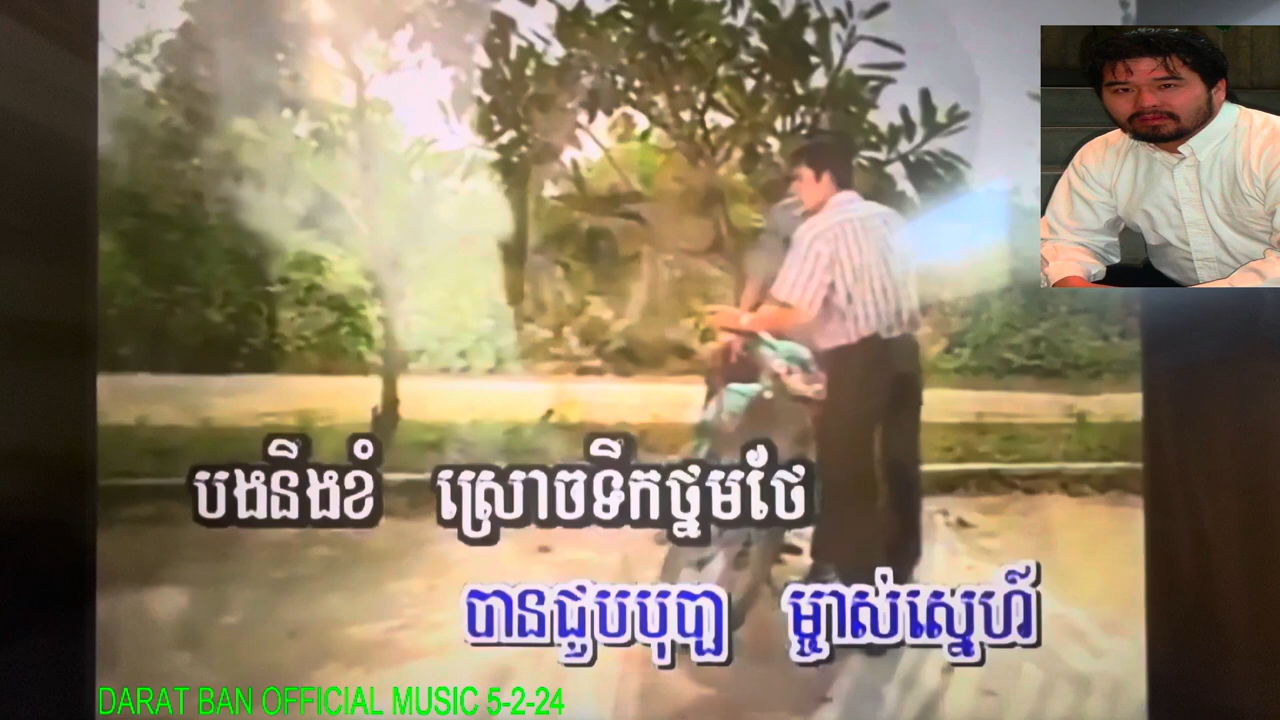 បងនឹងខំ ស្រោចទឹកថ្នមថែ
បានជួបបុប្ផា ម្ចាស់ស្នេហ៍
DARAT BAN OFFICIAL MUSIC 5-2-24